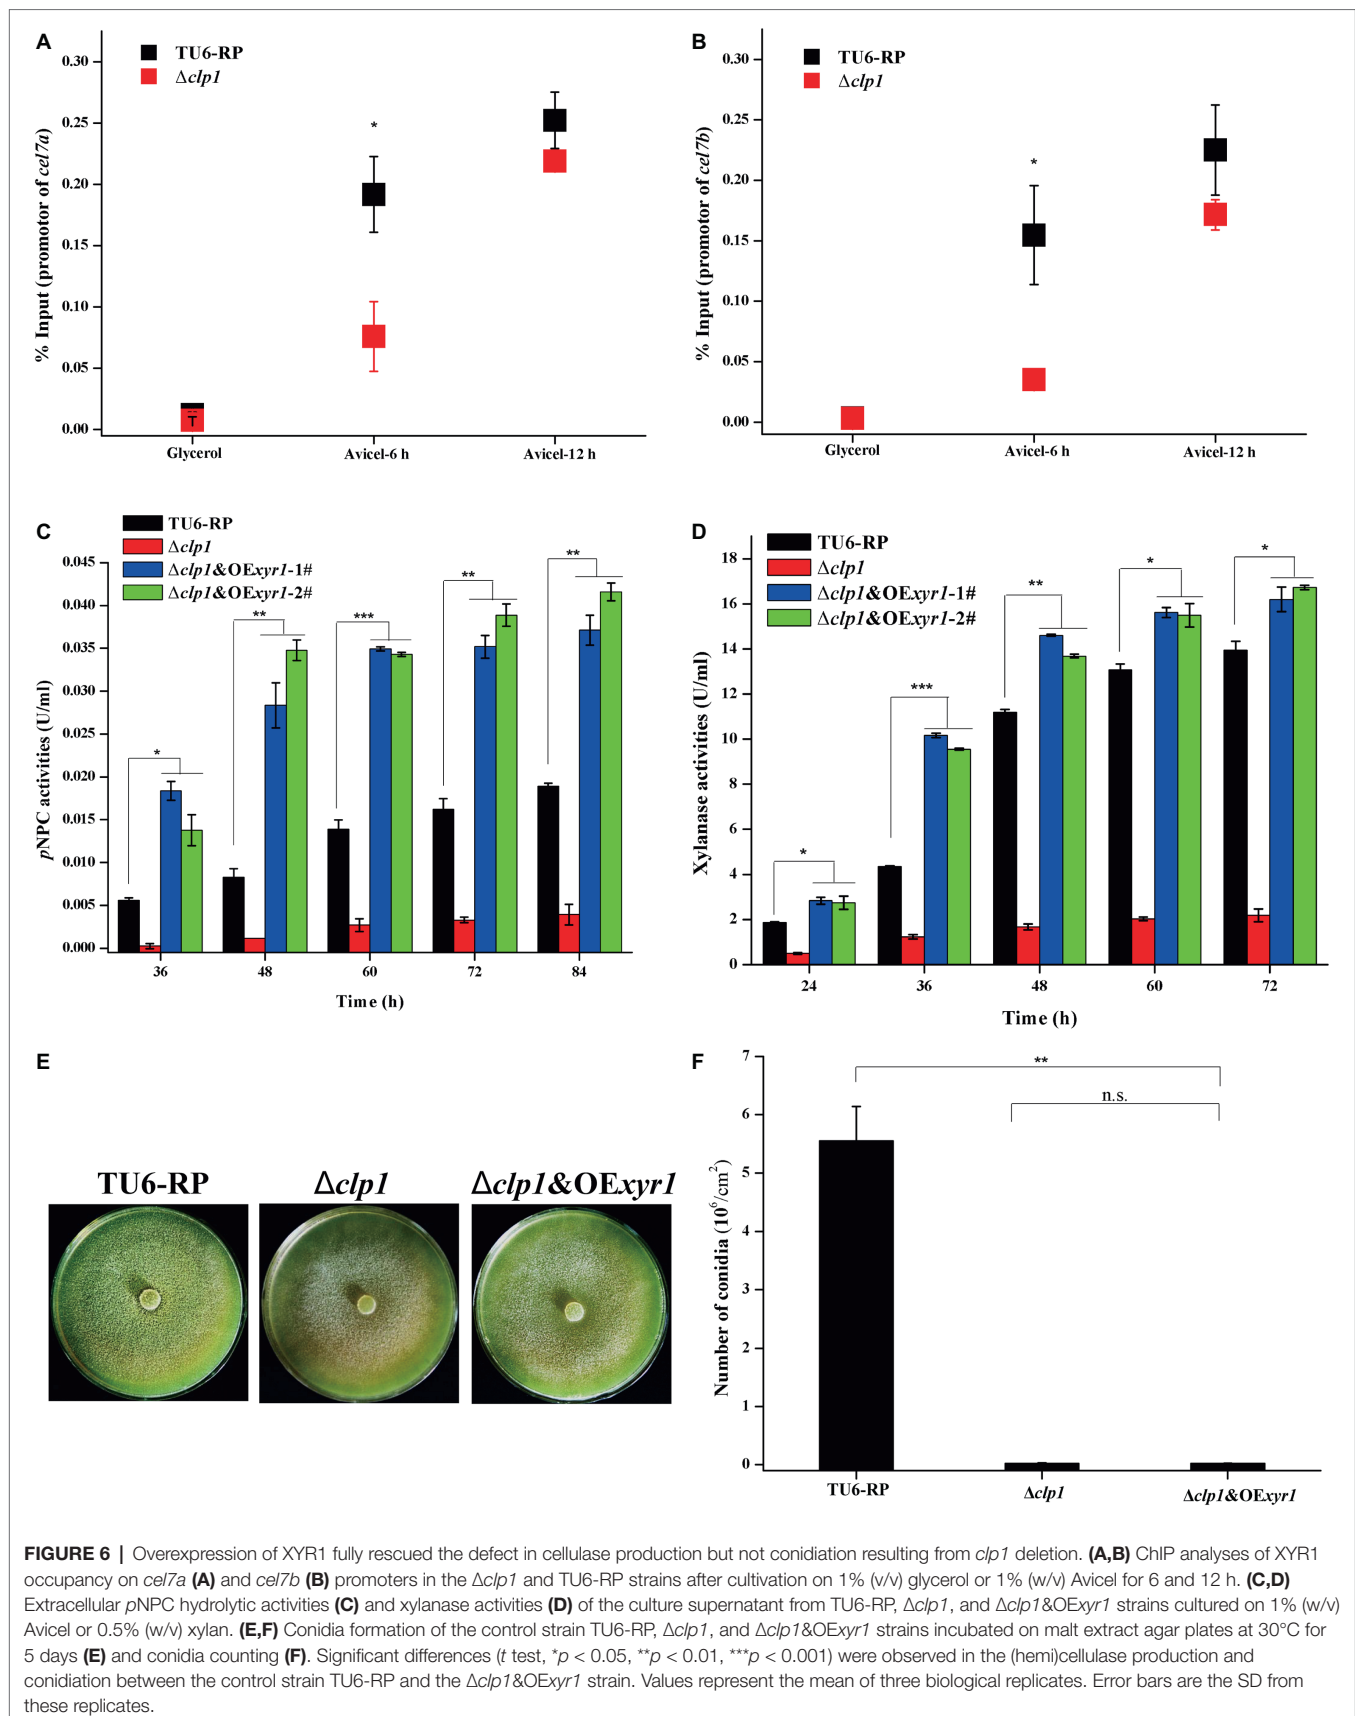 A
TU6-RP
Δclp1
% Input (promotor of cel7a)
0.30
0.25
0.20
0.15
0.10
0.05
0.00
*
Glycerol
Avicel-6 h
Avicel-12 h
B
TU6-RP
Δclp1
% Input (promotor of cel7b)
0.30
0.25
0.20
0.15
0.10
0.05
0.00
*
Glycerol
Avicel-6 h
Avicel-12 h
C
TU6-RP
Δclp1
Δclp1&OExyr1-1#
Δclp1&OExyr1-2#
pNPC activities (U/ml)
0.045
0.040
0.035
0.030
0.025
0.020
0.015
0.010
0.005
0.000
*
**
***
**
**
36
48
60
72
84
Time (h)
D
TU6-RP
Δclp1
Δclp1&OExyr1-1#
Δclp1&OExyr1-2#
Xylanase activities (U/ml)
18
16
14
12
10
8
6
4
2
0
*
***
**
*
*
24
36
48
60
72
Time (h)
E
TU6-RP
Δclp1
Δclp1&OExyr1
F
Number of conidia (10⁶/cm²)
7
6
5
4
3
2
1
0
**
n.s.
TU6-RP
Δclp1
Δclp1&OExyr1
FIGURE 6 | Overexpression of XYR1 fully rescued the defect in cellulase production but not conidiation resulting from clp1 deletion. (A,B) ChIP analyses of XYR1
occupancy on cel7a (A) and cel7b (B) promoters in the Δclp1 and TU6-RP strains after cultivation on 1% (v/v) glycerol or 1% (w/v) Avicel for 6 and 12 h. (C,D)
Extracellular pNPC hydrolytic activities (C) and xylanase activities (D) of the culture supernatant from TU6-RP, Δclp1, and Δclp1&OExyr1 strains cultured on 1% (w/v)
Avicel or 0.5% (w/v) xylan. (E,F) Conidia formation of the control strain TU6-RP, Δclp1, and Δclp1&OExyr1 strains incubated on malt extract agar plates at 30°C for
5 days (E) and conidia counting (F). Significant differences (t test, *p < 0.05, **p < 0.01, ***p < 0.001) were observed in the (hemi)cellulase production and
conidiation between the control strain TU6-RP and the Δclp1&OExyr1 strain. Values represent the mean of three biological replicates. Error bars are the SD from
these replicates.